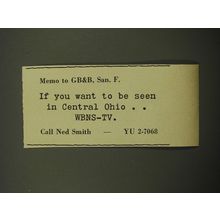 Memo to GB&B, San. F.
If you want to be seen
in Central Ohio . .
WBNS-TV.
Call Ned Smith — YU 2-7068